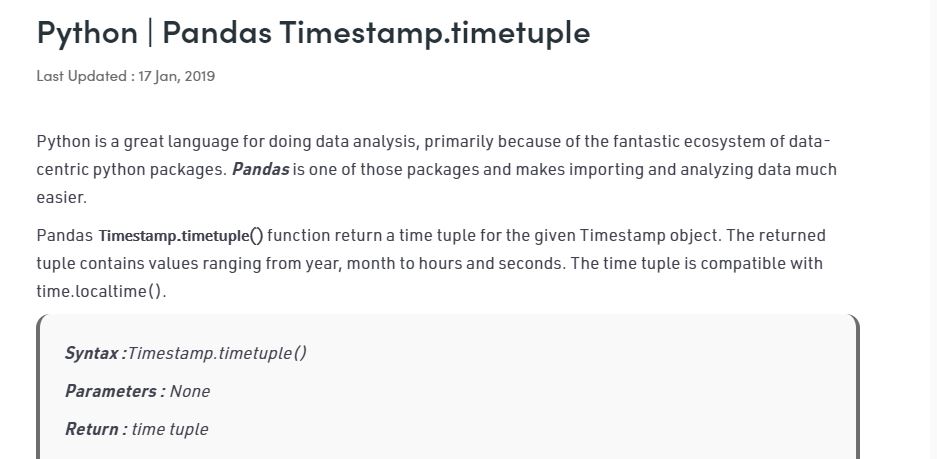 Python | Pandas Timestamp.timetuple
Last Updated : 17 Jan, 2019
Python is a great language for doing data analysis, primarily because of the fantastic ecosystem of data-
centric python packages. Pandas is one of those packages and makes importing and analyzing data much
easier.
Pandas Timestamp.timetuple() function return a time tuple for the given Timestamp object. The returned
tuple contains values ranging from year, month to hours and seconds. The time tuple is compatible with
time.localtime().
Syntax :Timestamp.timetuple()
Parameters : None
Return : time tuple